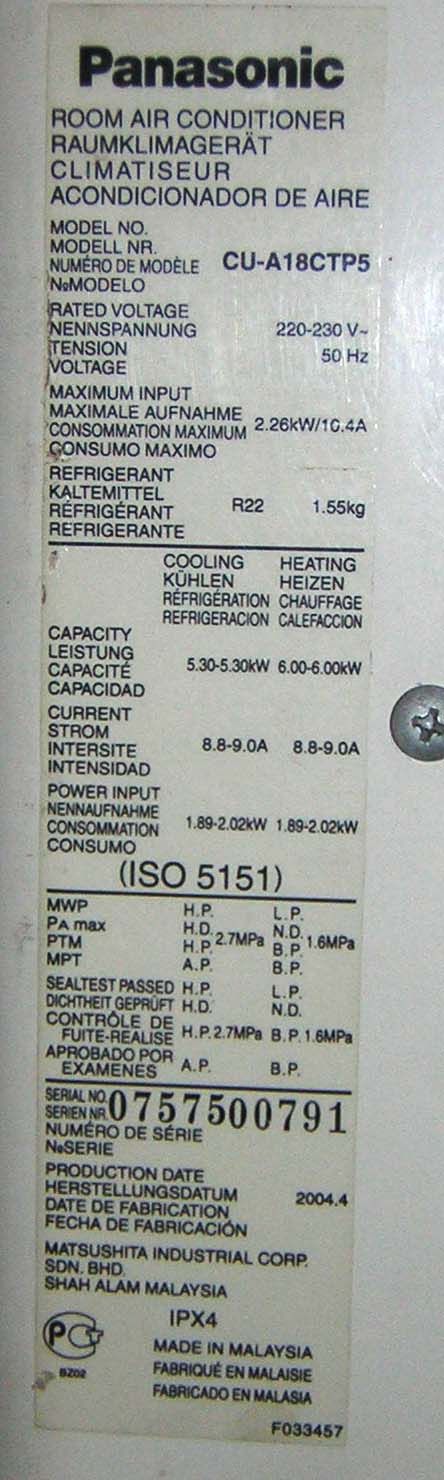 Panasonic
ROOM AIR CONDITIONER
RAUMKLIMAGERÄT
CLIMATISEUR
ACONDICIONADOR DE AIRE
MODEL NO.
MODELL NR.
NUMÉRO DE MODÈLE CU-A18CTP5
NoMODELO
RATED VOLTAGE
NENNSPANNUNG 220-230 V~
TENSION 50 Hz
VOLTAGE
MAXIMUM INPUT
MAXIMALE AUFNAHME
CONSOMMATION MAXIMUM 2.26kW/10.4A
CONSUMO MAXIMO
REFRIGERANT
KALTEMITTEL
RÉFRIGÉRANT R22 1.55kg
REFRIGERANTE
COOLING HEATING
KÜHLEN HEIZEN
RÉFRIGÉRATION CHAUFFAGE
REFRIGERACION CALEFACCION
CAPACITY
LEISTUNG
CAPACITÉ 5.30-5.30kW 6.00-6.00kW
CAPACIDAD
CURRENT
STROM
INTERSITE 8.8-9.0A 8.8-9.0A
INTENSIDAD
POWER INPUT
NENNAUFNAHME
CONSOMMATION 1.89-2.02kW 1.89-2.02kW
CONSUMO
(ISO 5151)
MWP H.P. L.P.
PA max H.D. N.D.
PTM H.P. 2.7MPa B.P. 1.6MPa
MPT A.P. B.P.
SEALTEST PASSED H.P. L.P.
DICHTHEIT GEPRÜFT H.D. N.D.
CONTRÔLE DE
FUITE-REALISE H.P. 2.7MPa B.P. 1.6MPa
APROBADO POR
EXAMENES A.P. B.P.
SERIAL NO.
SERIEN NR. 0757500791
NUMÉRO DE SÉRIE
NoSERIE
PRODUCTION DATE
HERSTELLUNGSDATUM 2004.4
DATE DE FABRICATION
FECHA DE FABRICACIÓN
MATSUSHITA INDUSTRIAL CORP.
SDN. BHD.
SHAH ALAM MALAYSIA
IPX4
PCT
BZ02
MADE IN MALAYSIA
FABRIQUÉ EN MALAISIE
FABRICADO EN MALASIA
F033457